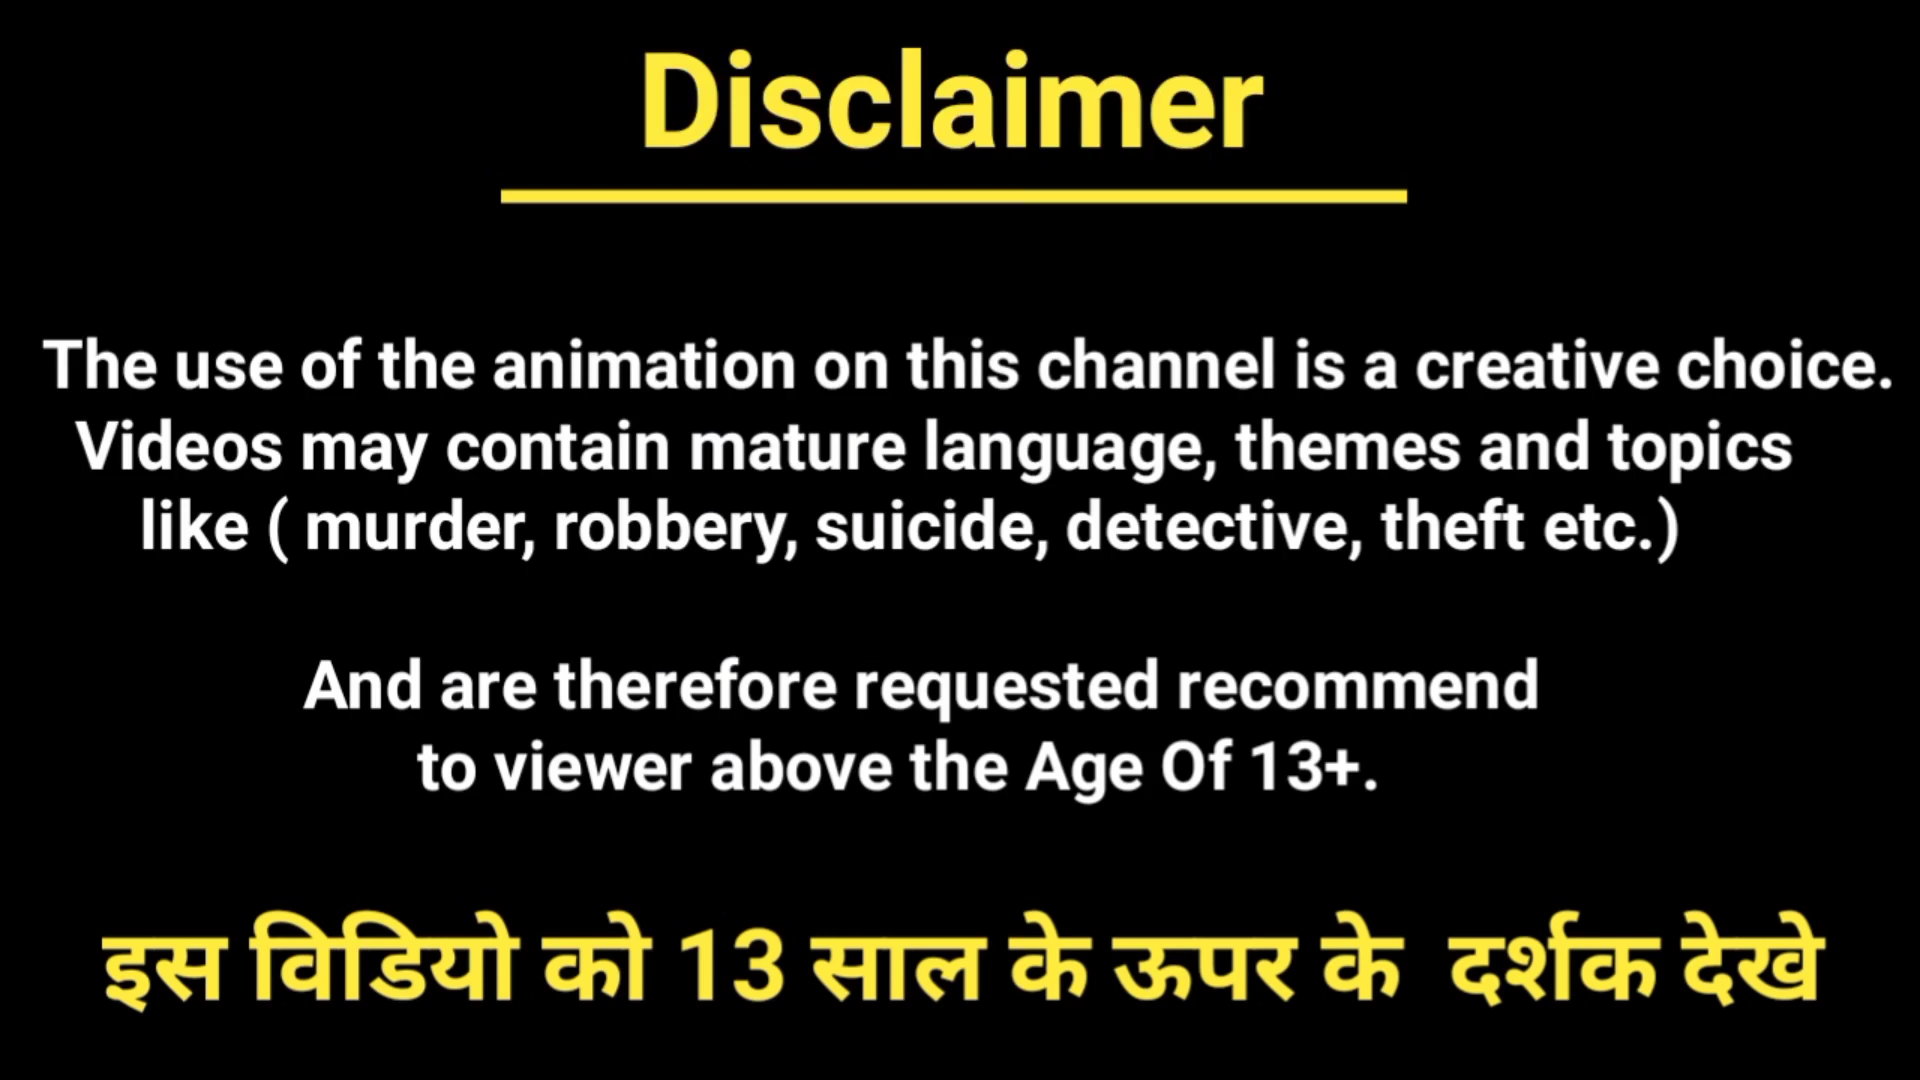 Disclaimer
The use of the animation on this channel is a creative choice.
Videos may contain mature language, themes and topics
like ( murder, robbery, suicide, detective, theft etc.)
And are therefore requested recommend
to viewer above the Age Of 13+.
इस विडियो को 13 साल के ऊपर के दर्शक देखे